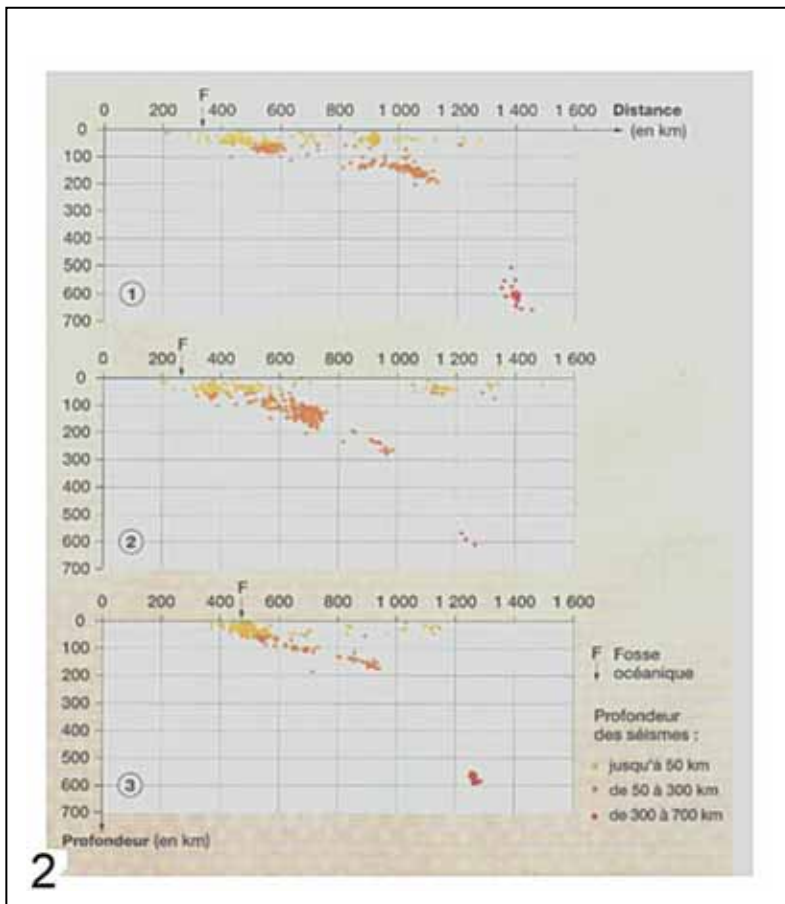 F
0 200 400 600 800 1 000 1 200 1 400 1 600 Distance
(en km)
0
100
200
300
400
500
600
700
1
F
0 200 400 600 800 1 000 1 200 1 400 1 600
0
100
200
300
400
500
600
700
2
F
0 200 400 600 800 1 000 1 200 1 400 1 600
0
100
200
300
400
500
600
700
3
Profondeur (en km)
F Fosse
océanique
Profondeur
des séismes :
jusqu'à 50 km
de 50 à 300 km
de 300 à 700 km
2